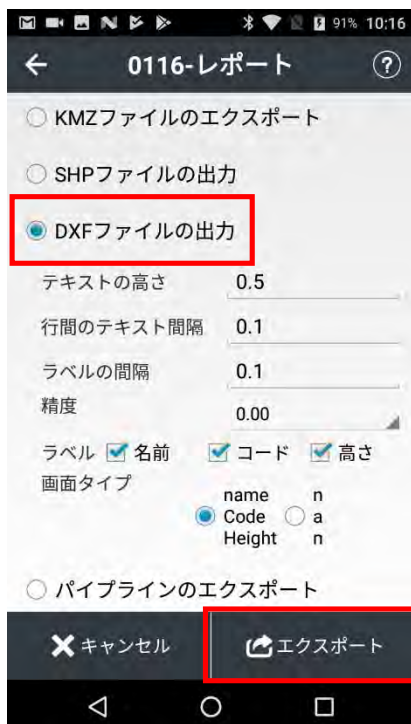 91% 10:16
0116-レポート ?
KMZファイルのエクスポート
SHPファイルの出力
DXFファイルの出力
テキストの高さ 0.5
行間のテキスト間隔 0.1
ラベルの間隔 0.1
精度 0.00
ラベル 名前 コード 高さ
画面タイプ
name n
Code a
Height n
パイプラインのエクスポート
キャンセル エクスポート